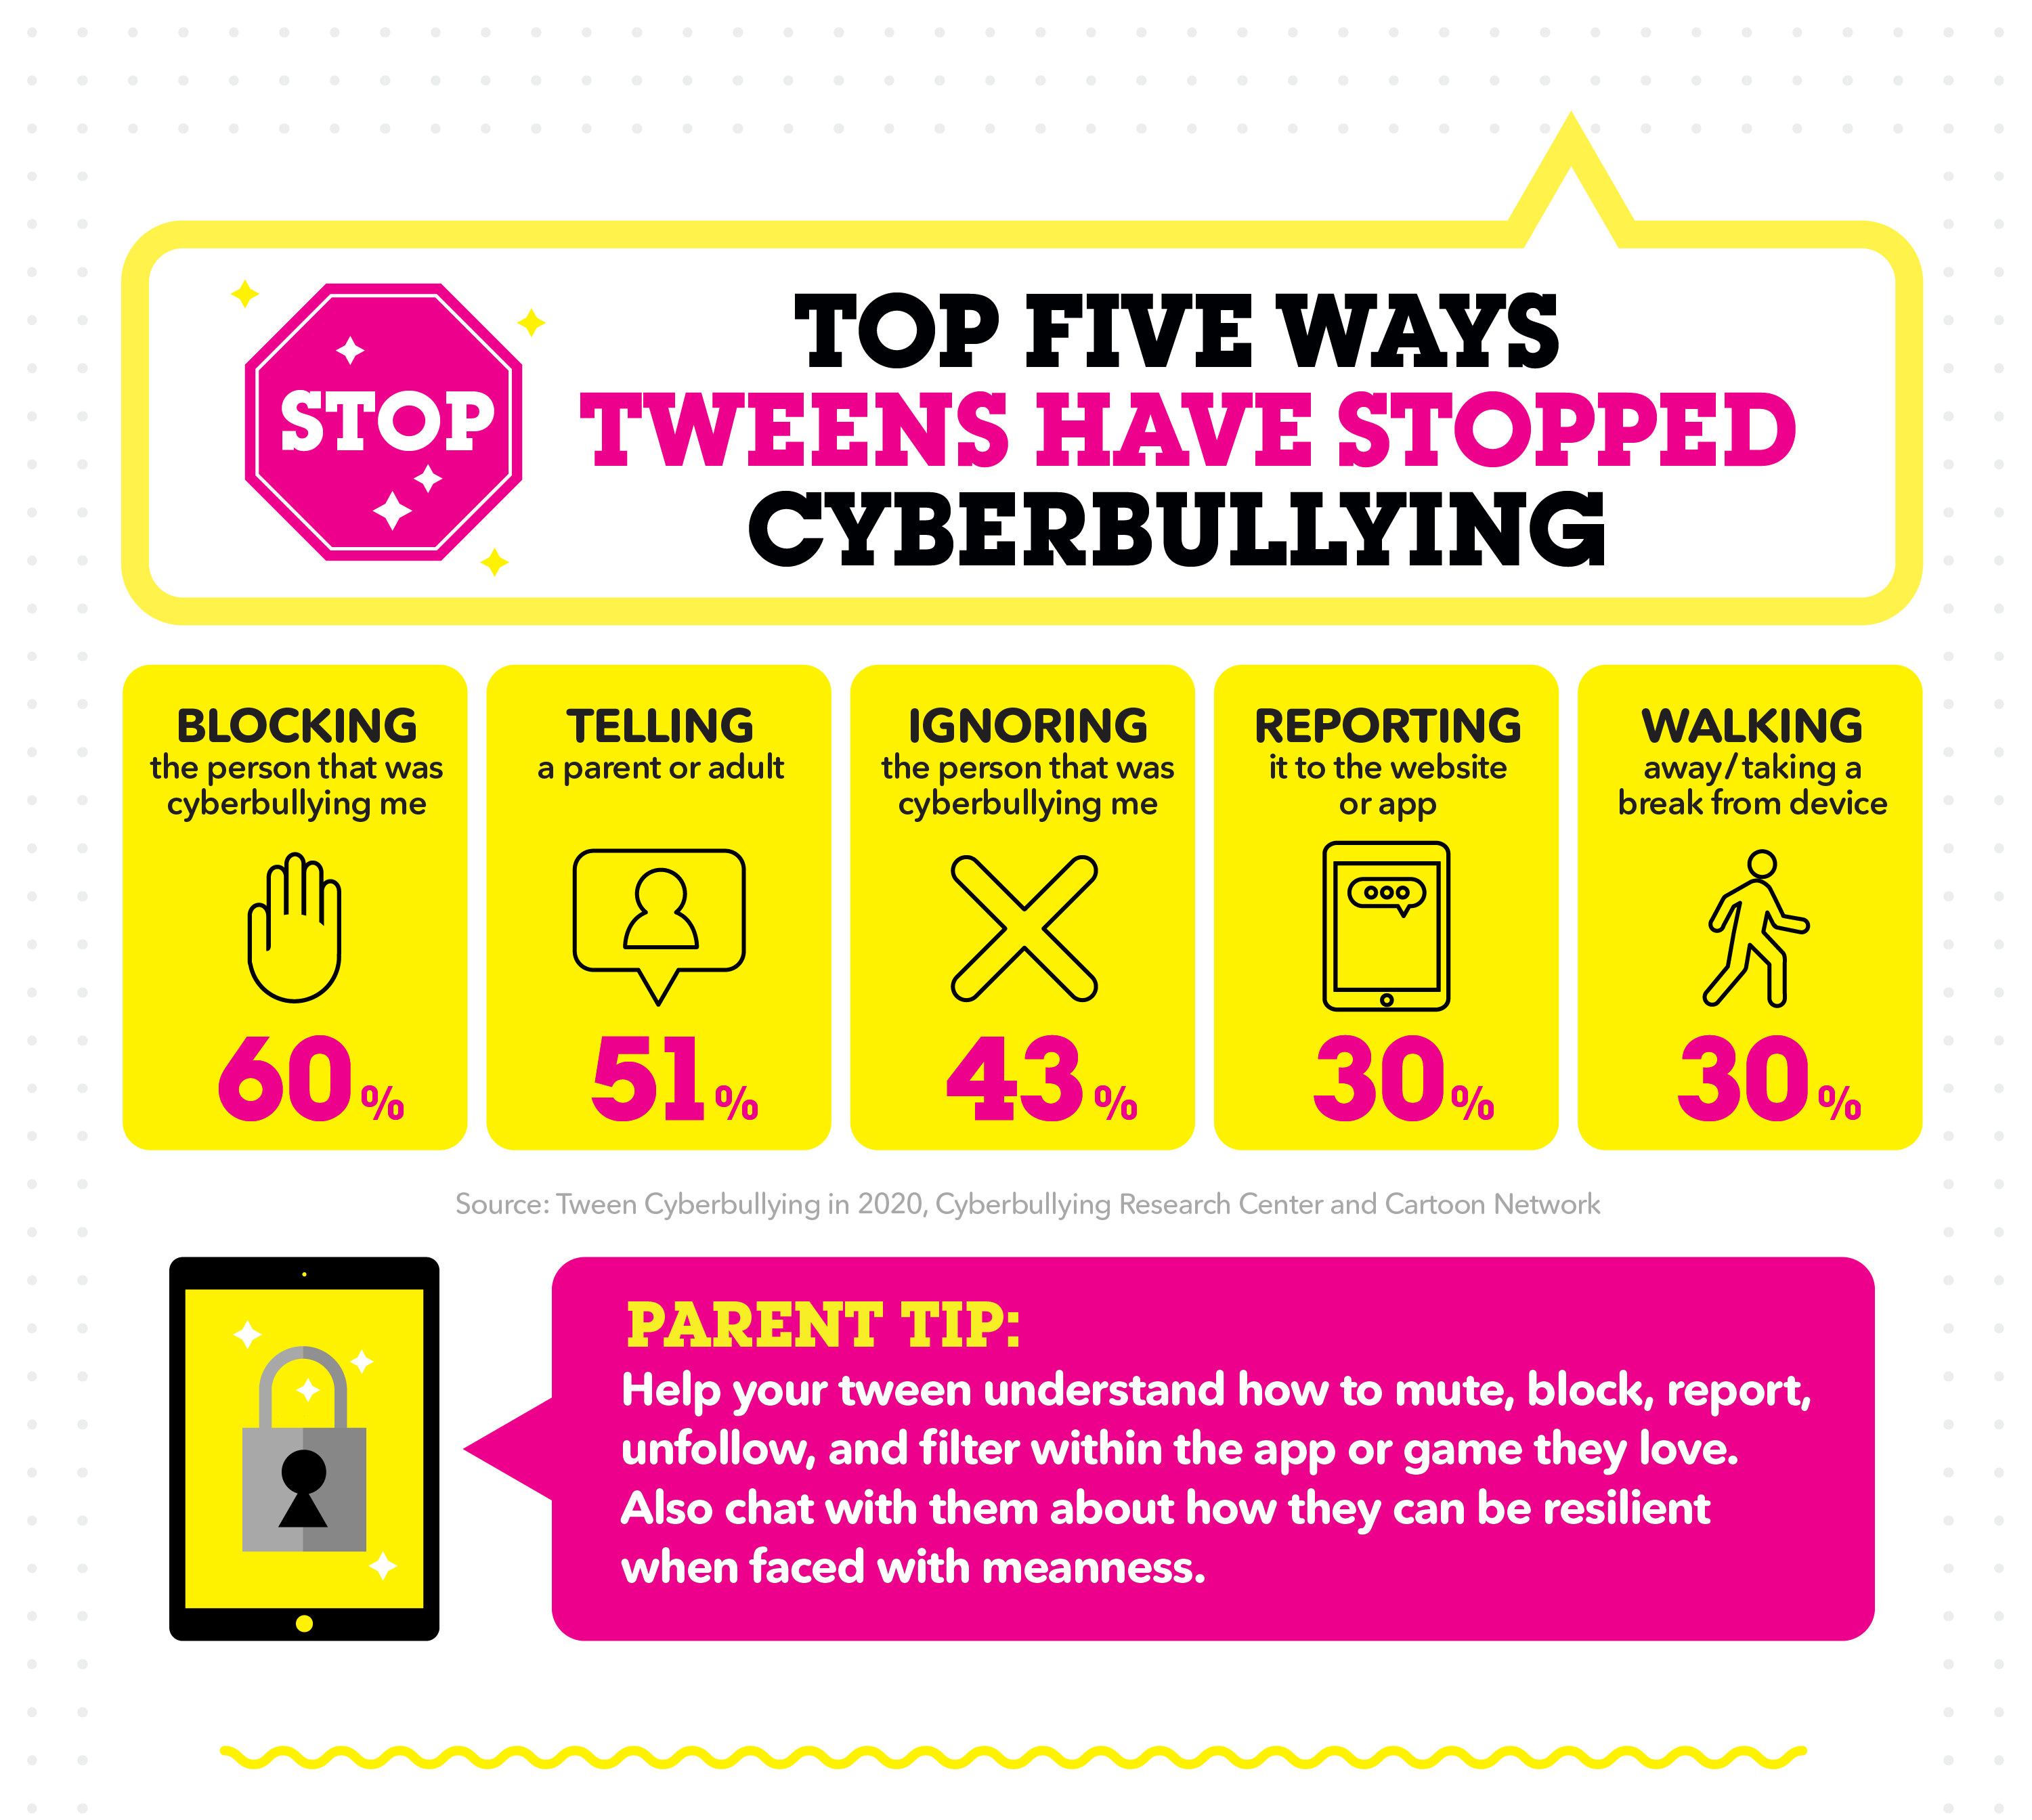 STOP
TOP FIVE WAYS
TWEENS HAVE STOPPED
CYBERBULLYING
BLOCKING
the person that was
cyberbullying me
60%
TELLING
a parent or adult
51%
IGNORING
the person that was
cyberbullying me
43%
REPORTING
it to the website
or app
30%
WALKING
away/taking a
break from device
30%
Source: Tween Cyberbullying in 2020, Cyberbullying Research Center and Cartoon Network
PARENT TIP:
Help your tween understand how to mute, block, report,
unfollow, and filter within the app or game they love.
Also chat with them about how they can be resilient
when faced with meanness.